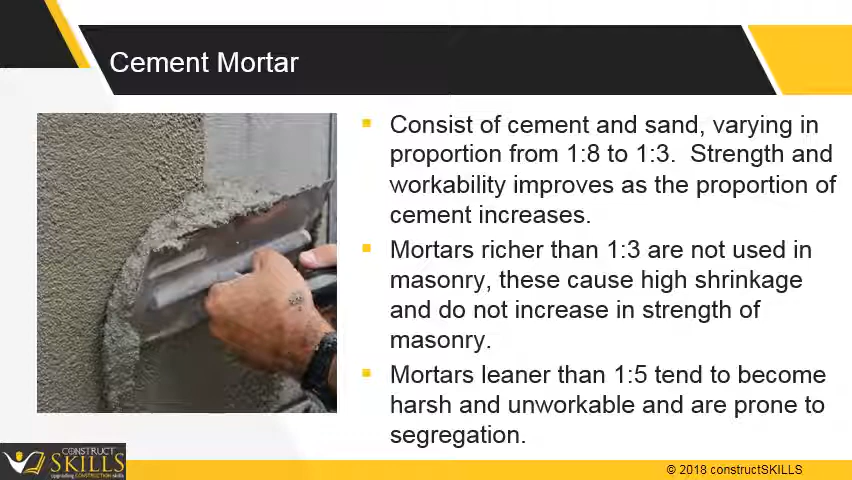 Cement Mortar
Consist of cement and sand, varying in
proportion from 1:8 to 1:3.  Strength and
workability improves as the proportion of
cement increases.
Mortars richer than 1:3 are not used in
masonry, these cause high shrinkage
and do not increase in strength of
masonry.
Mortars leaner than 1:5 tend to become
harsh and unworkable and are prone to
segregation.
CONSTRUCT
SKILLS
upgrading CONSTRUCTION skills
© 2018 constructSKILLS